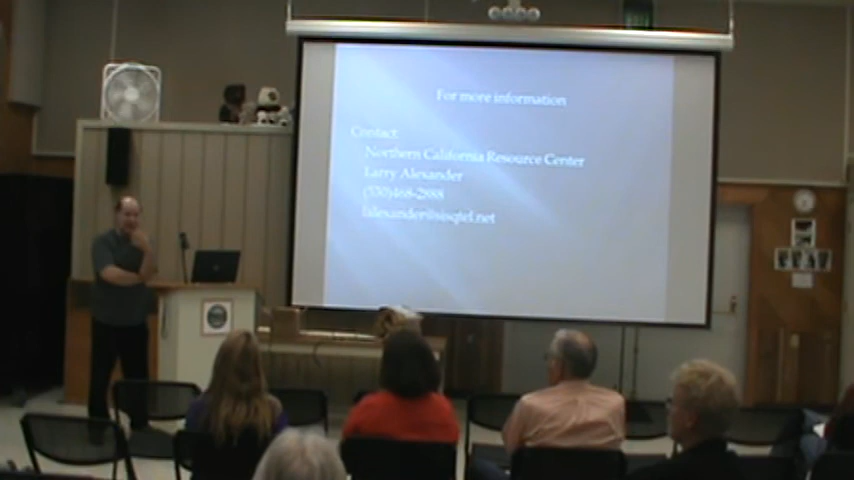 For more information
Contact:
Northern California Resource Center
Larry Alexander
(530)468-2888
lalexander@sisqtel.net